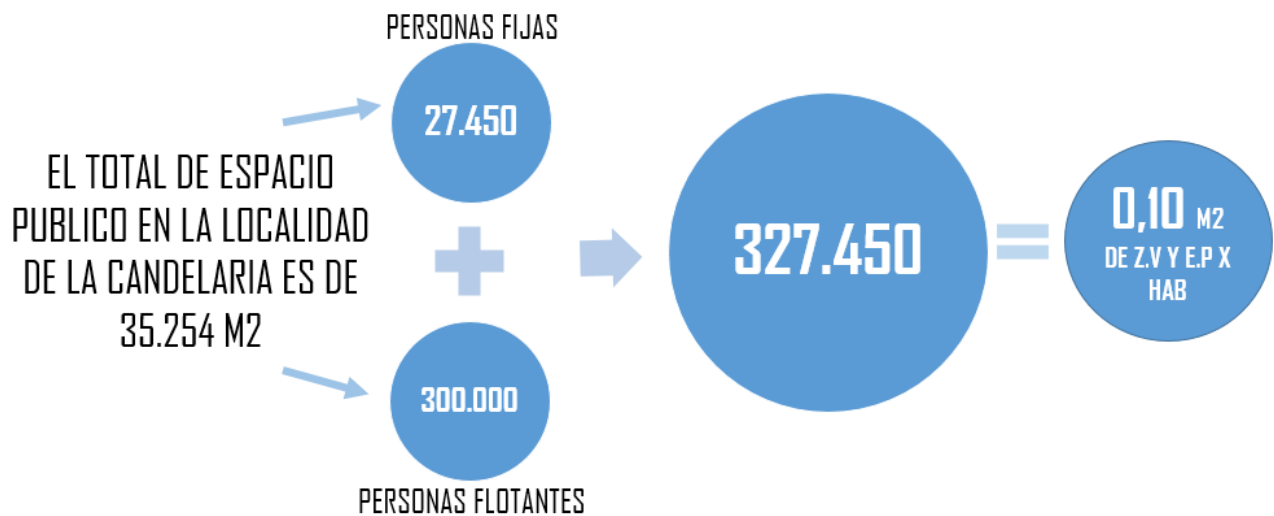 EL TOTAL DE ESPACIO
PUBLICO EN LA LOCALIDAD
DE LA CANDELARIA ES DE
35.254 M2
PERSONAS FIJAS
27.450
300.000
PERSONAS FLOTANTES
327.450
0,10 M2
DE Z.V Y E.P X
HAB